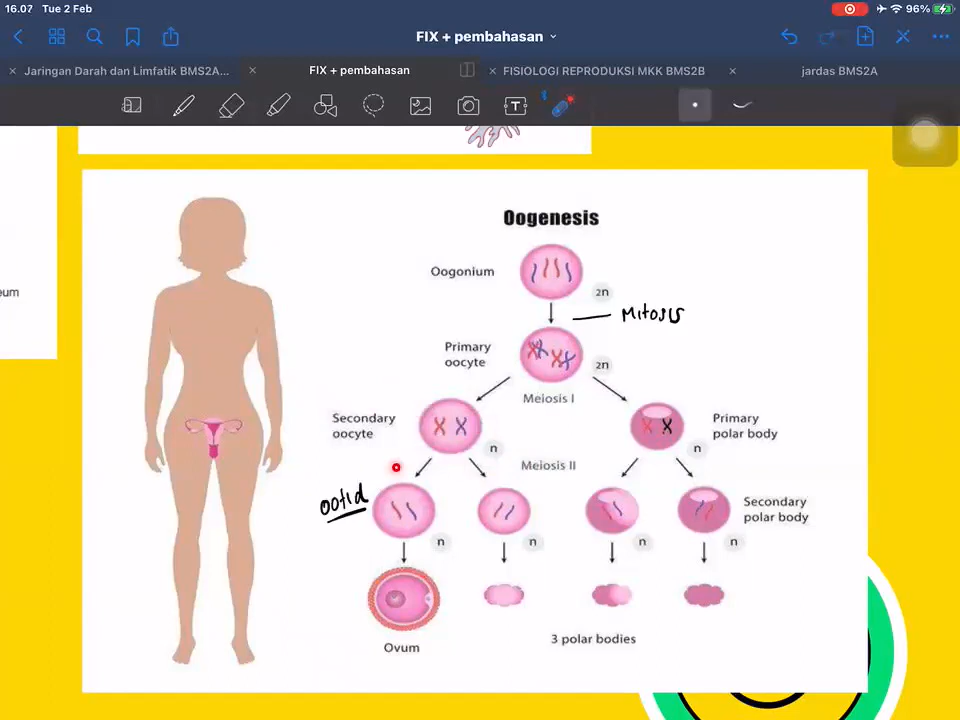 16.07 Tue 2 Feb
96%
FIX + pembahasan
Jaringan Darah dan Limfatik BMS2A...
FIX + pembahasan
FISIOLOGI REPRODUKSI MKK BMS2B
jardas BMS2A
eum
Oogenesis
Oogonium
2n
Mitosis
Primary
oocyte
2n
Meiosis I
Secondary
oocyte
n
Primary
polar body
n
Meiosis II
ootid
n
n
n
n
Secondary
polar body
Ovum
3 polar bodies